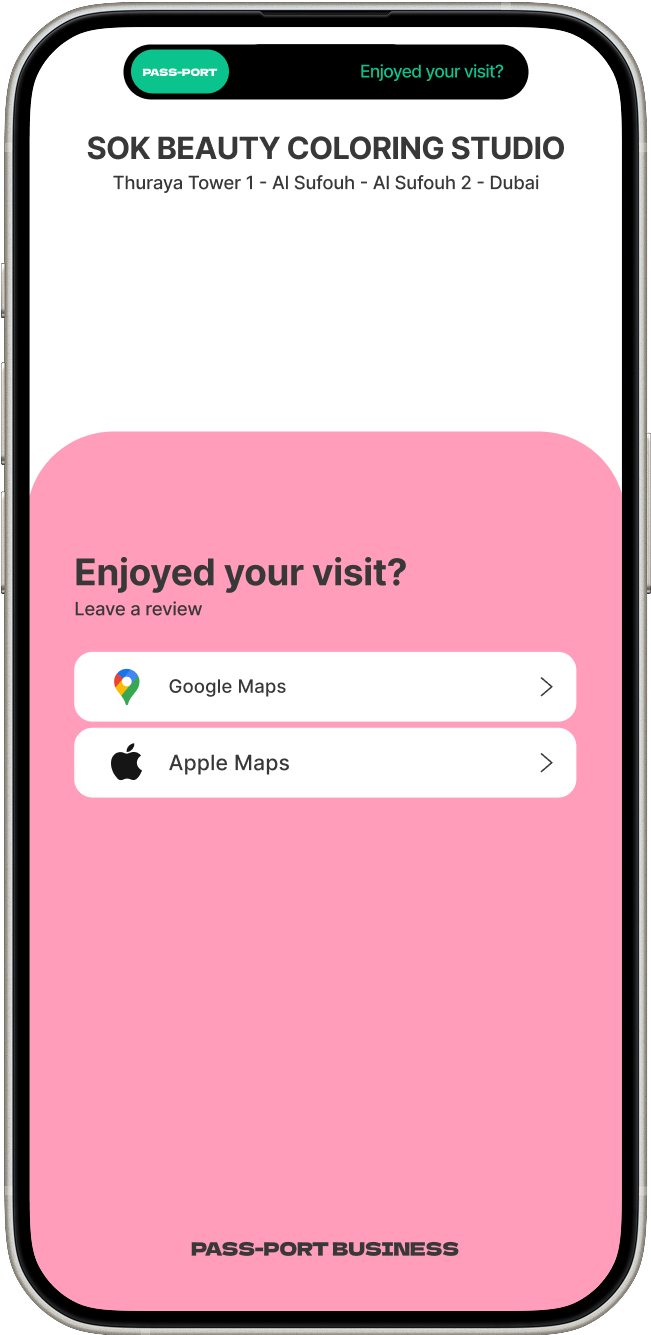 PASS-PORT
Enjoyed your visit?
SOK BEAUTY COLORING STUDIO
Thuraya Tower 1 - Al Sufouh - Al Sufouh 2 - Dubai
Enjoyed your visit?
Leave a review
Google Maps
Apple Maps
PASS-PORT BUSINESS